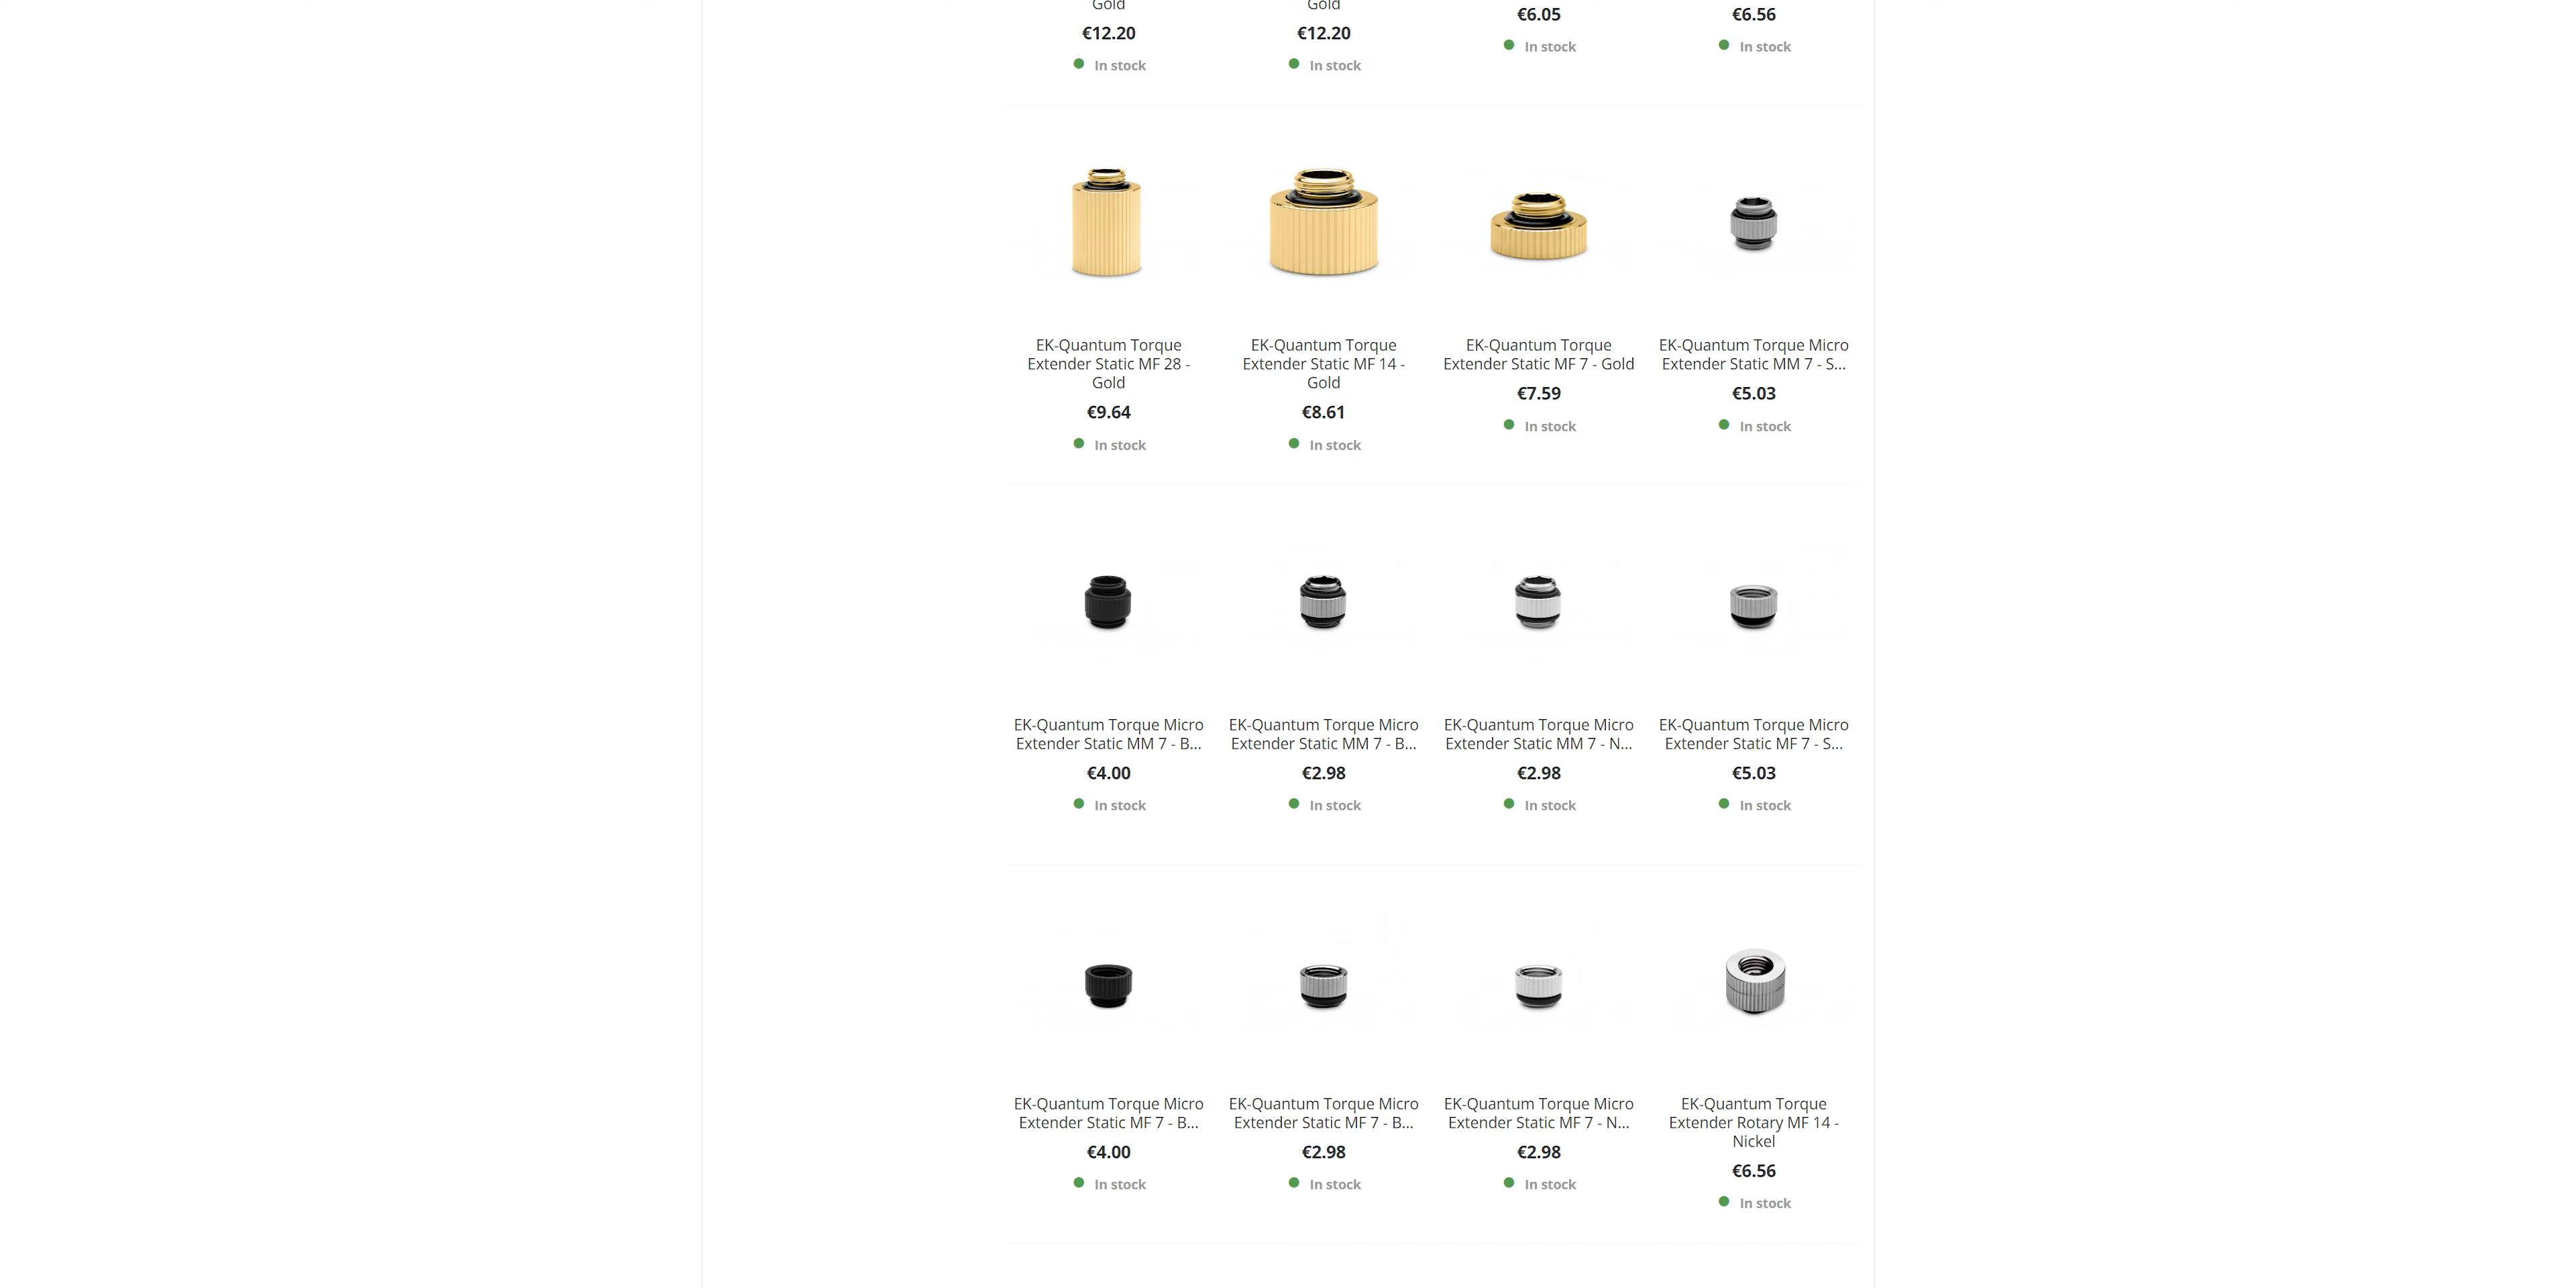 Gold
€12.20
In stock
Gold
€12.20
In stock
€6.05
In stock
€6.56
In stock
EK-Quantum Torque
Extender Static MF 28 -
Gold
€9.64
In stock
EK-Quantum Torque
Extender Static MF 14 -
Gold
€8.61
In stock
EK-Quantum Torque
Extender Static MF 7 - Gold
€7.59
In stock
EK-Quantum Torque Micro
Extender Static MM 7 - S...
€5.03
In stock
EK-Quantum Torque Micro
Extender Static MM 7 - B...
€4.00
In stock
EK-Quantum Torque Micro
Extender Static MM 7 - B...
€2.98
In stock
EK-Quantum Torque Micro
Extender Static MM 7 - N...
€2.98
In stock
EK-Quantum Torque Micro
Extender Static MF 7 - S...
€5.03
In stock
EK-Quantum Torque Micro
Extender Static MF 7 - B...
€4.00
In stock
EK-Quantum Torque Micro
Extender Static MF 7 - B...
€2.98
In stock
EK-Quantum Torque Micro
Extender Static MF 7 - N...
€2.98
In stock
EK-Quantum Torque
Extender Rotary MF 14 -
Nickel
€6.56
In stock